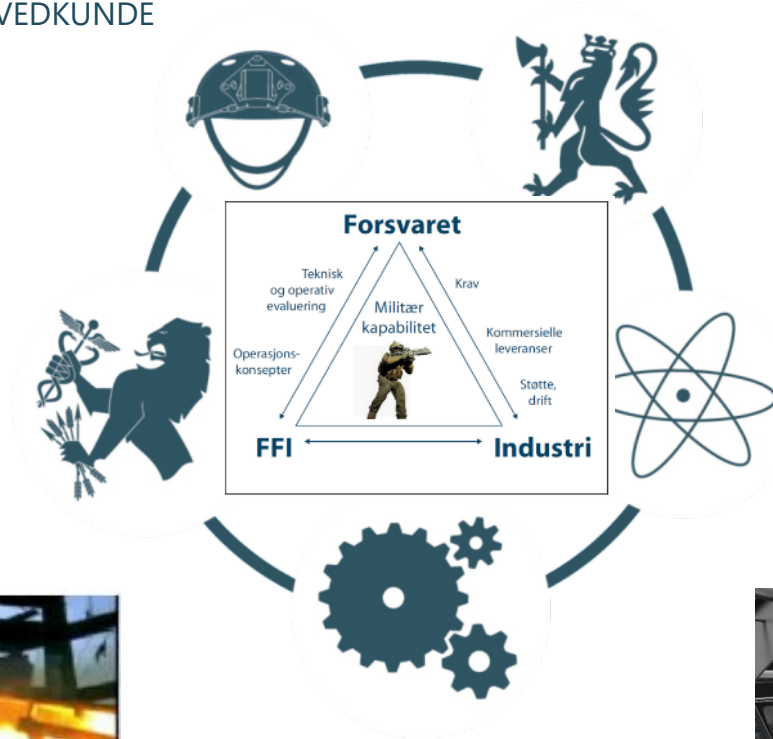 VEDKUNDE
Forsvaret
Teknisk
og operativ
evaluering
Krav
Militær
kapabilitet
Operasjons-
konsepter
Kommersielle
leveranser
Støtte,
drift
FFI
Industri